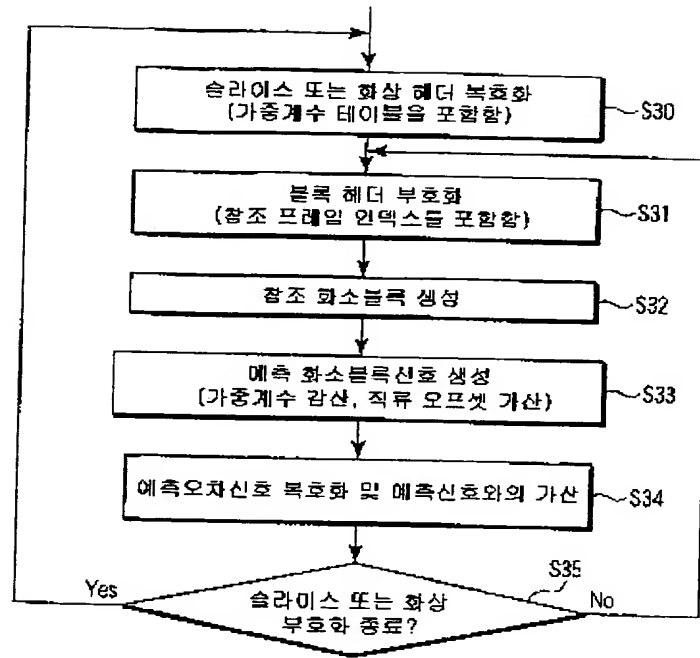 슬라이스 또는 화상 헤더 복호화
(가중계수 테이블을 포함함)
S30
블록 헤더 부호화
(참조 프레임 인덱스를 포함함)
S31
참조 화소블록 생성
S32
예측 화소블록신호 생성
(가중계수 감산, 직류 오프셋 가산)
S33
예측오차신호 복호화 및 예측신호와의 가산
S34
S35
Yes
No
슬라이스 또는 화상
부호화 종료?